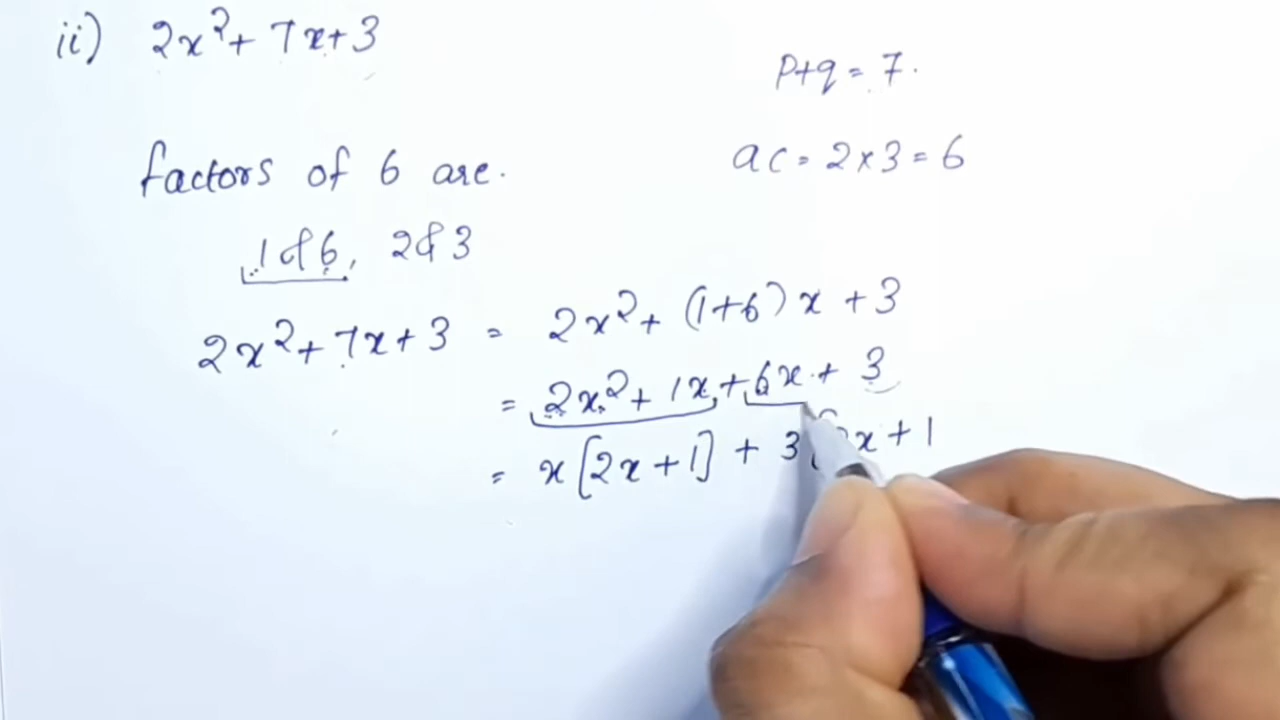 ii) 2x² + 7x + 3
p+q = 7.
ac = 2 × 3 = 6
factors of 6 are.
1 & 6, 2 & 3
2x² + 7x + 3 = 2x² + (1+6) x + 3
= 2x² + 1x + 6x + 3
= x [2x + 1] + 3 x + 1